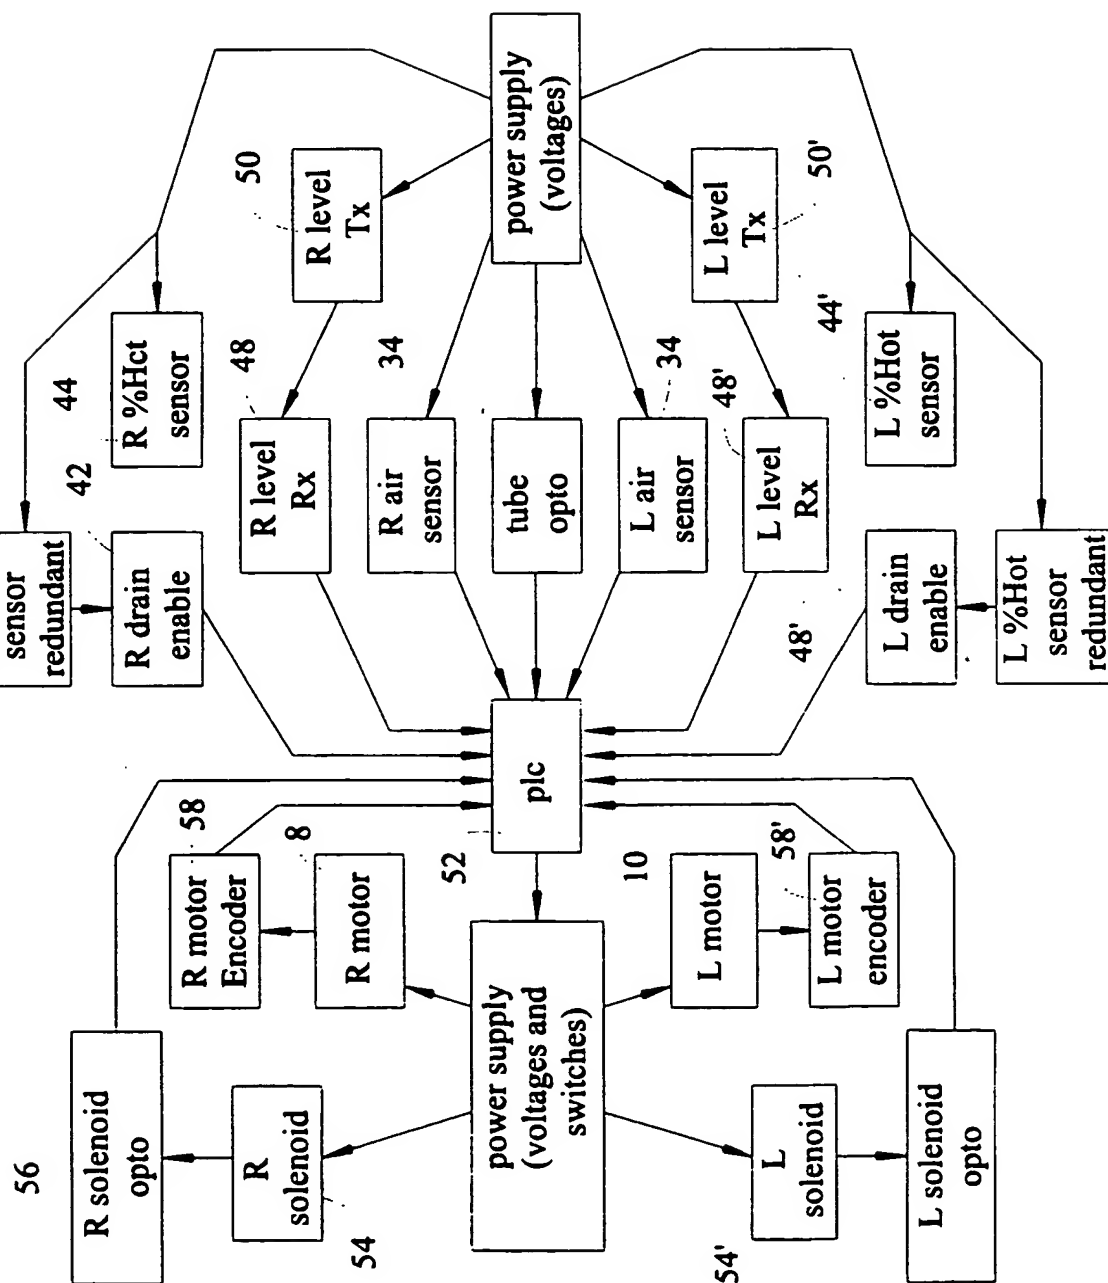 56
R solenoid
opto
R
solenoid
54
R motor
Encoder
58
R motor
8
power supply
(voltages and
switches)
52
plc
10
L motor
58'
L motor
encoder
54'
L
solenoid
L solenoid
opto
sensor
redundant
42
R drain
enable
44
R %Hct
sensor
48
R level
Rx
50
R level
Tx
34
R air
sensor
tube
opto
power supply
(voltages)
34
L air
sensor
48'
L level
Rx
50'
L level
Tx
44'
L %Hot
sensor
48'
L drain
enable
L %Hot
sensor
redundant